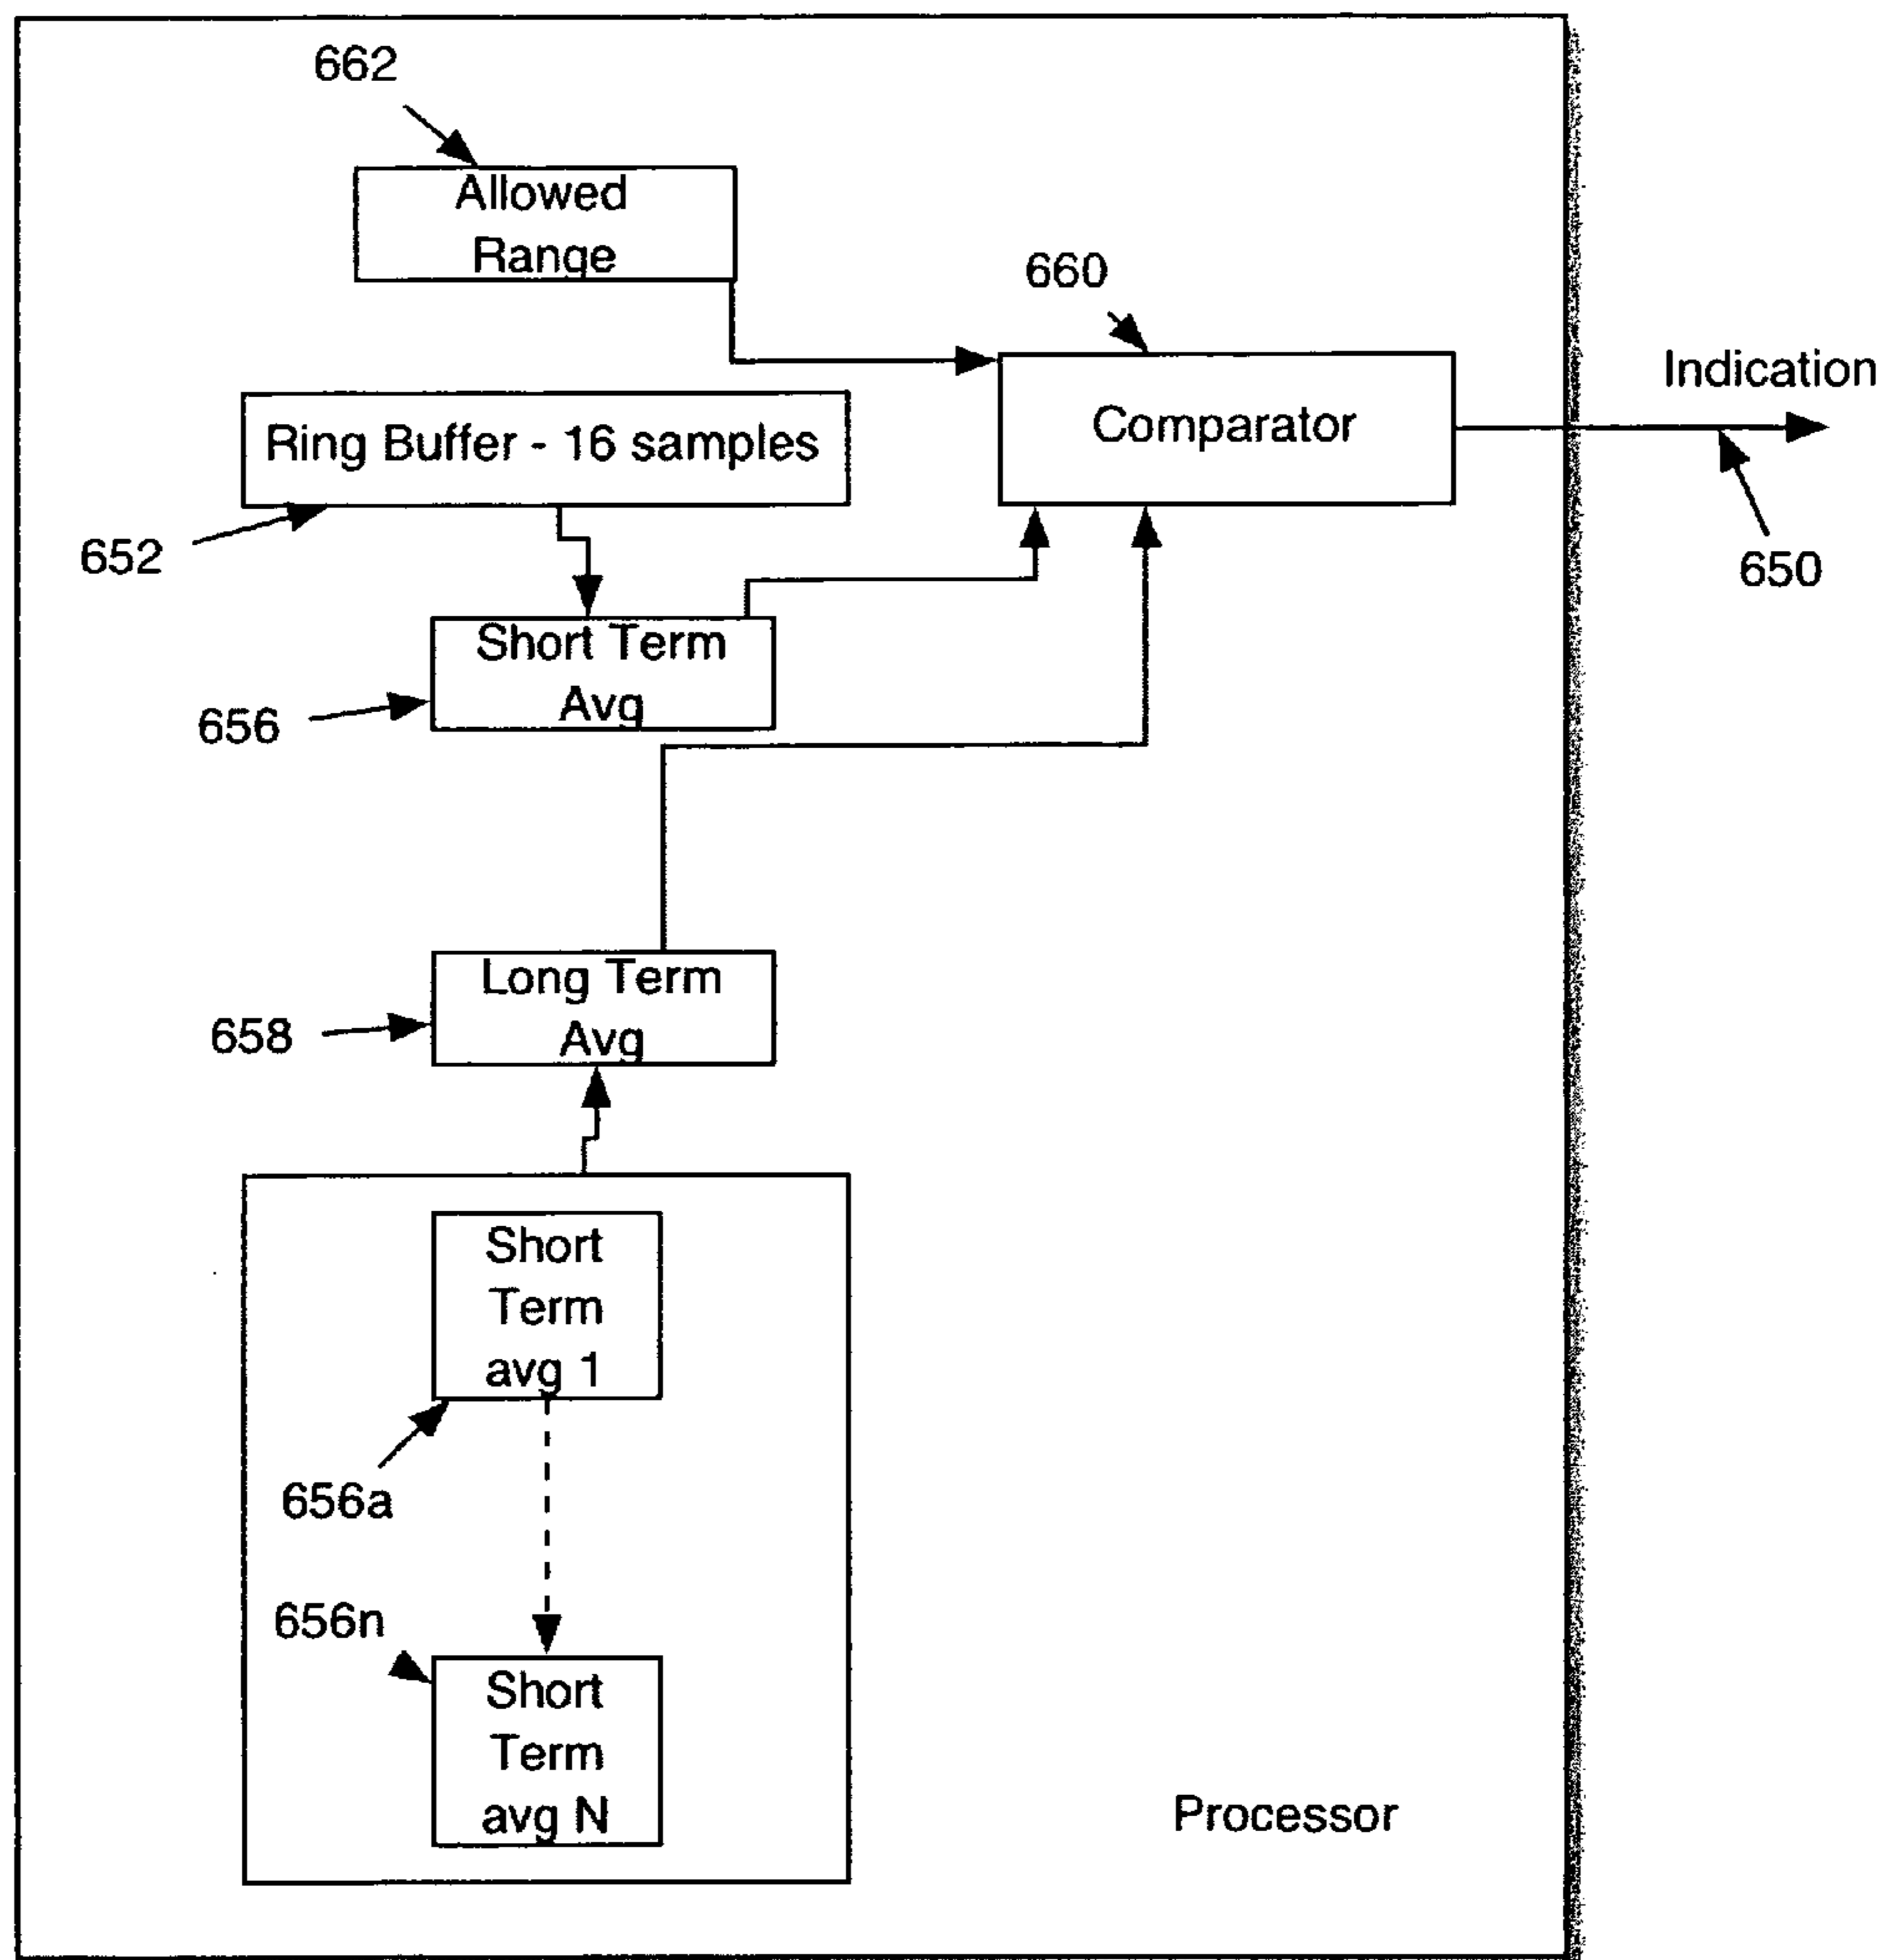 662
Allowed
Range
660
Indication
Comparator
Ring Buffer - 16 samples
652
650
Short Term
Avg
656
Long Term
Avg
658
Short
Term
avg 1
656a
656n
Short
Term
avg N
Processor